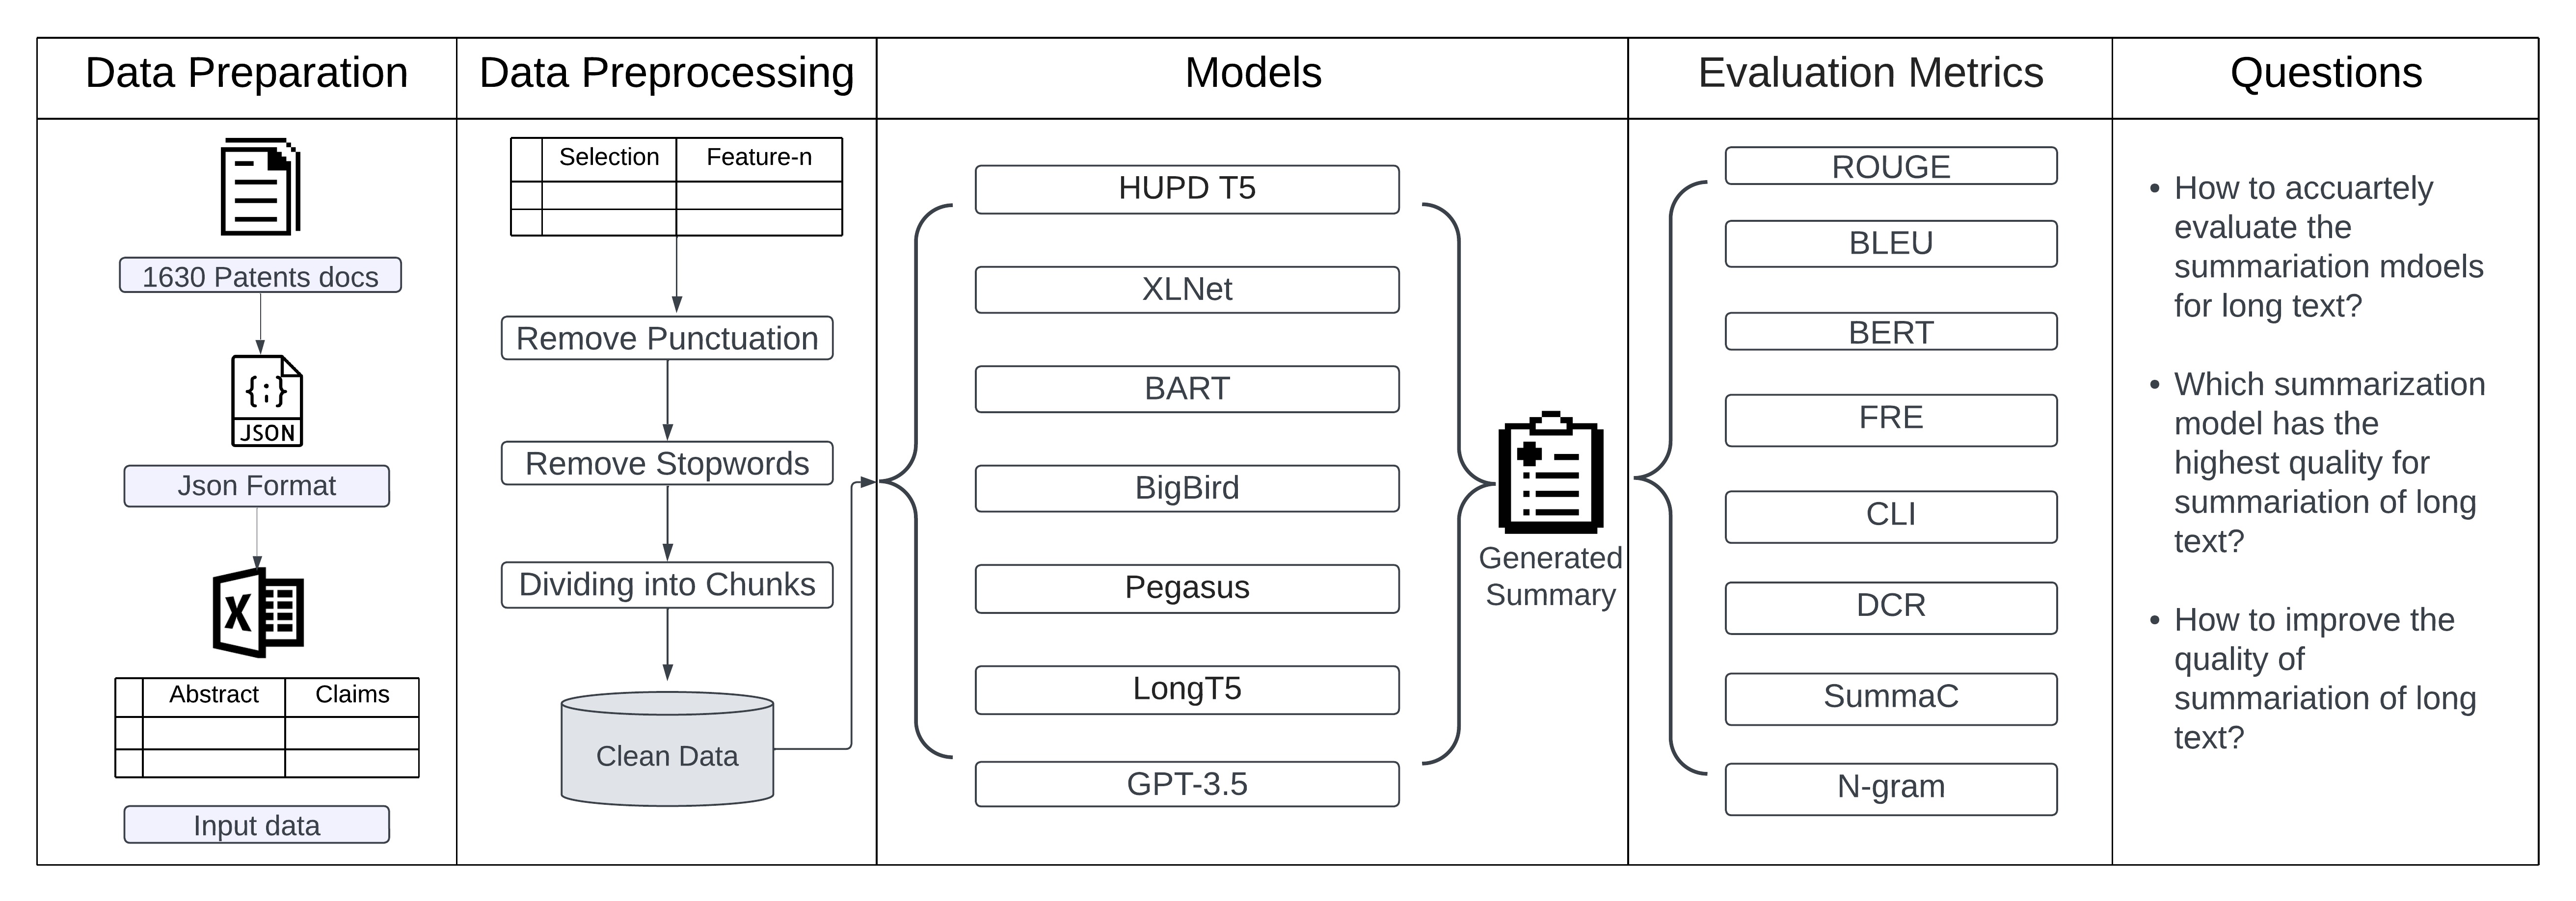 Data Preparation
Data Preprocessing
Models
Evaluation Metrics
Questions
1630 Patents docs
{;}
JSON
Json Format
X
Abstract Claims
Input data
Selection Feature-n
Remove Punctuation
Remove Stopwords
Dividing into Chunks
Clean Data
HUPD T5
XLNet
BART
BigBird
Pegasus
LongT5
GPT-3.5
Generated
Summary
ROUGE
BLEU
BERT
FRE
CLI
DCR
SummaC
N-gram
• How to accuartely
evaluate the
summariation mdoels
for long text?
• Which summarization
model has the
highest quality for
summariation of long
text?
• How to improve the
quality of
summariation of long
text?